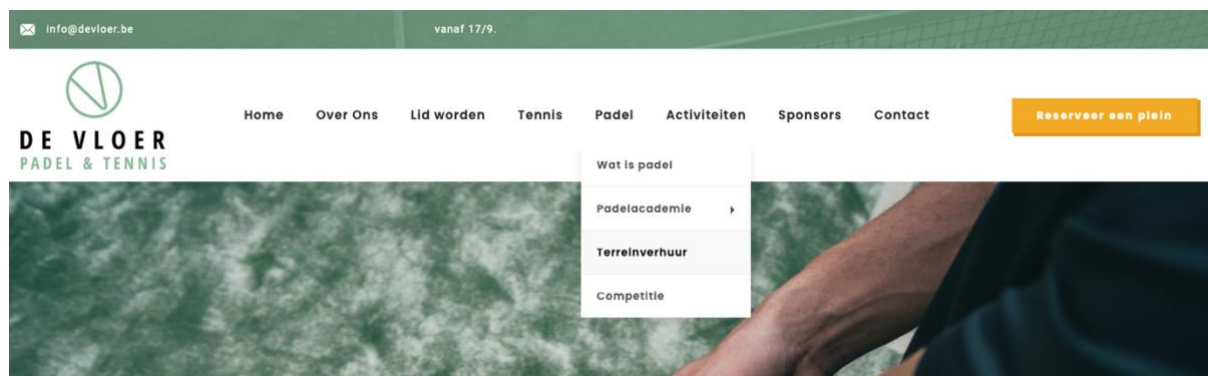 info@devloer.be
vanaf 17/9.
DE VLOER
PADEL & TENNIS
Home
Over Ons
Lid worden
Tennis
Padel
Activiteiten
Sponsors
Contact
Reserveer een plein
Wat is padel
Padelacademie
Terreinverhuur
Competitie